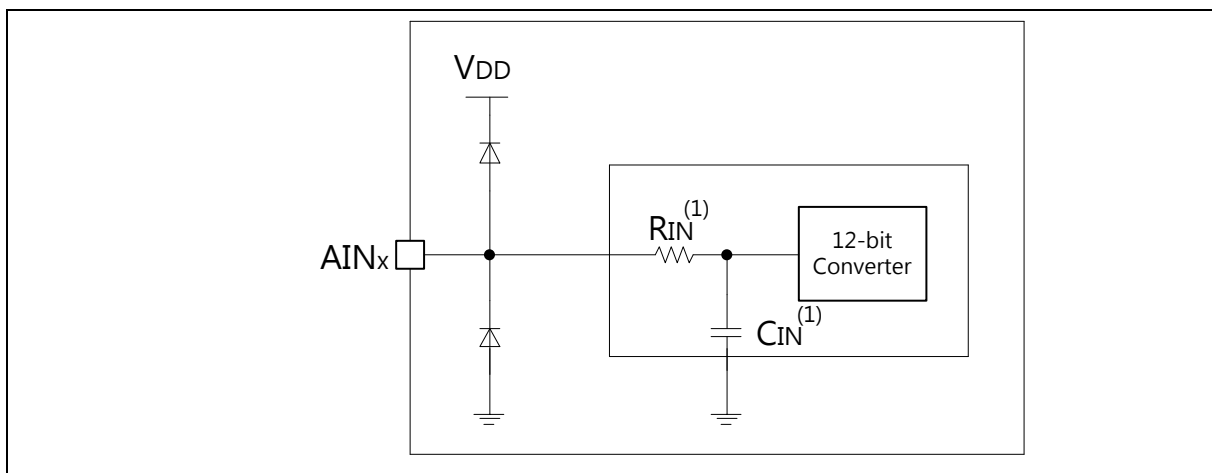 VDD
AINx
RIN(1)
12-bit
Converter
CIN(1)